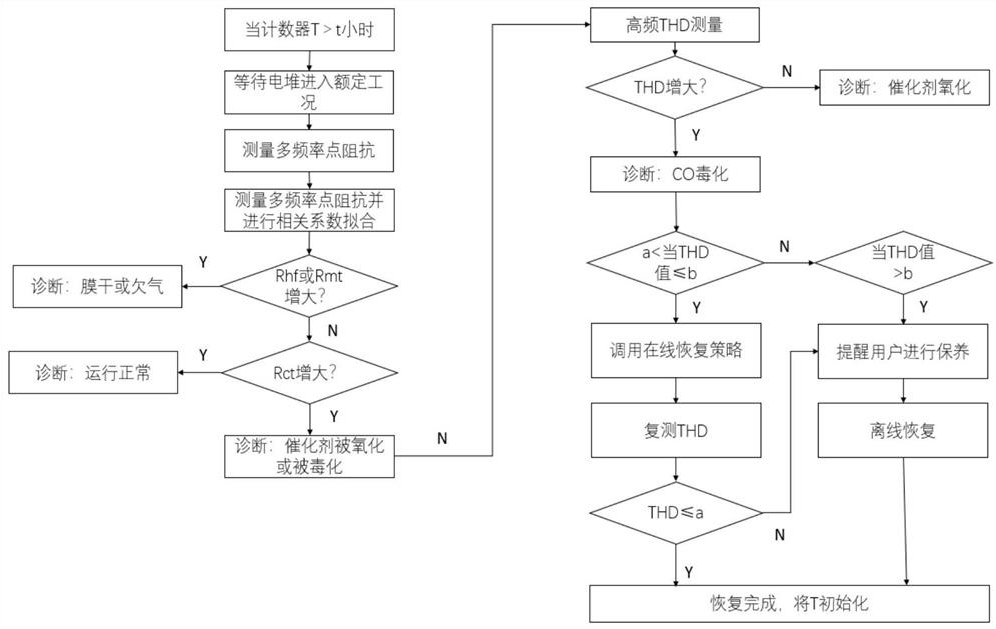 当计数器T＞t小时
等待电堆进入额定工
况
测量多频率点阻抗
测量多频率点阻抗并
进行相关系数拟合
Rhf或Rmt
增大？
Y
诊断：膜干或欠气
N
Rct增大？
Y
诊断：运行正常
Y
诊断：催化剂被氧化
或被毒化
N
高频THD测量
THD增大？
N
诊断：催化剂氧化
Y
诊断：CO毒化
a<当THD
值≤b
N
当THD值
>b
Y
Y
调用在线恢复策略
提醒用户进行保养
复测THD
离线恢复
THD≤a
N
Y
恢复完成，将T初始化